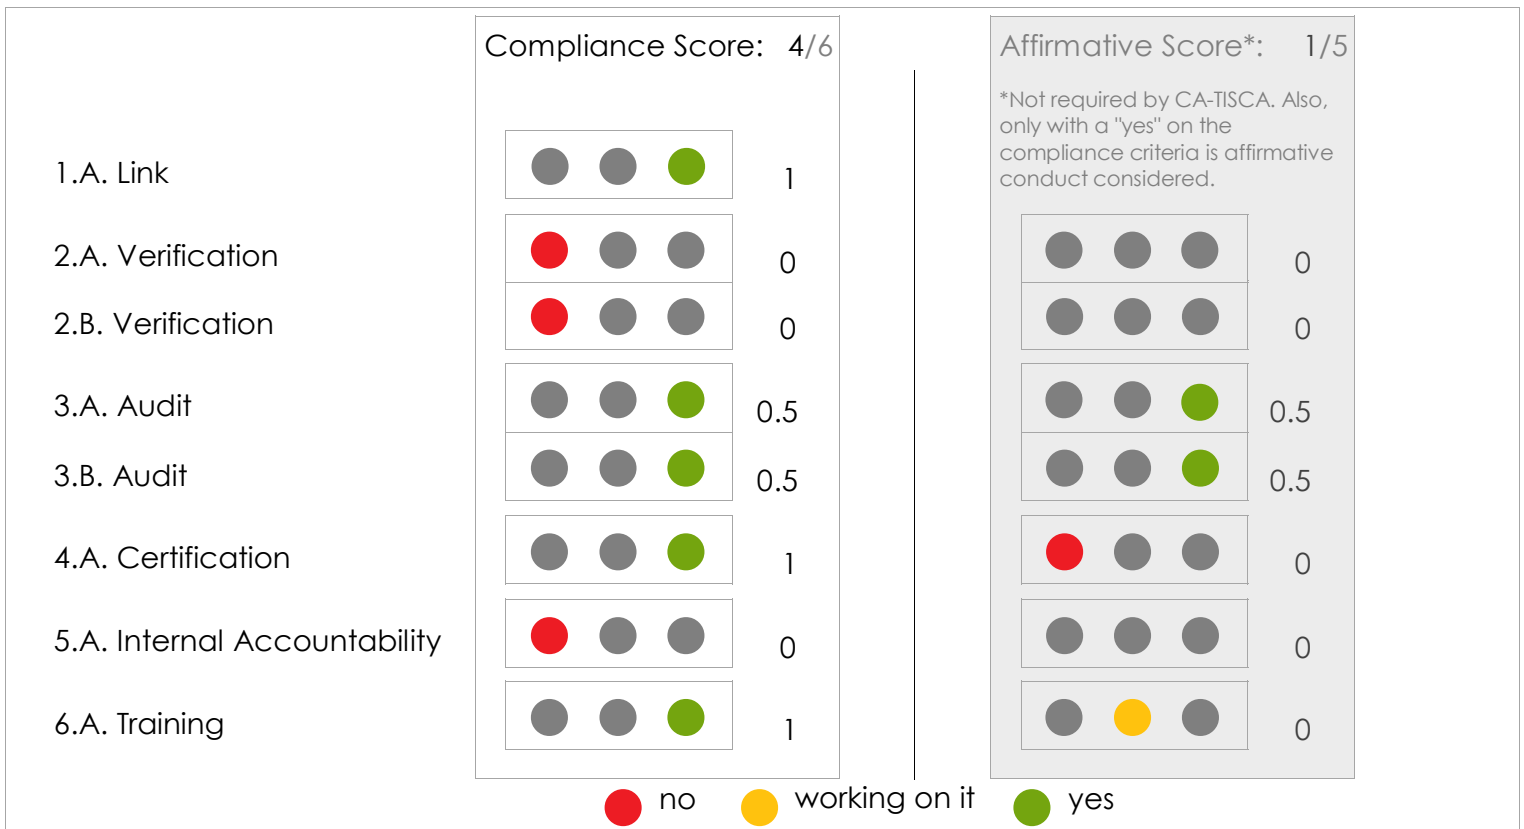 Compliance Score: 4/6
Affirmative Score*: 1/5
*Not required by CA-TISCA. Also,
only with a "yes" on the
compliance criteria is affirmative
conduct considered.
1.A. Link 1
2.A. Verification 0 0
2.B. Verification 0 0
3.A. Audit 0.5 0.5
3.B. Audit 0.5 0.5
4.A. Certification 1 0
5.A. Internal Accountability 0 0
6.A. Training 1 0
no working on it yes